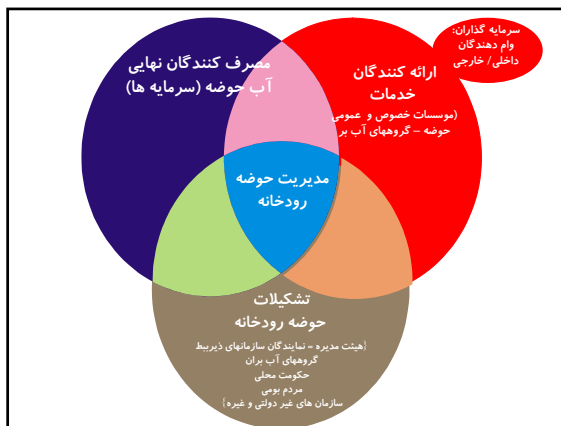 سرمایه گذاران:
وام دهندگان
داخلی/ خارجی
مصرف کنندگان نهایی
آب حوضه (سرمایه ها)
ارائه کنندگان
خدمات
(موسسات خصوص و عمومی
حوضه – گروههای آب بر
مدیریت حوضه
رودخانه
تشکیلات
حوضه رودخانه
{هیئت مدیره = نمایندگان سازمانهای ذیربط
گروههای آب بران
حکومت محلی
مردم بومی
سازمان های غیر دولتی و غیره}